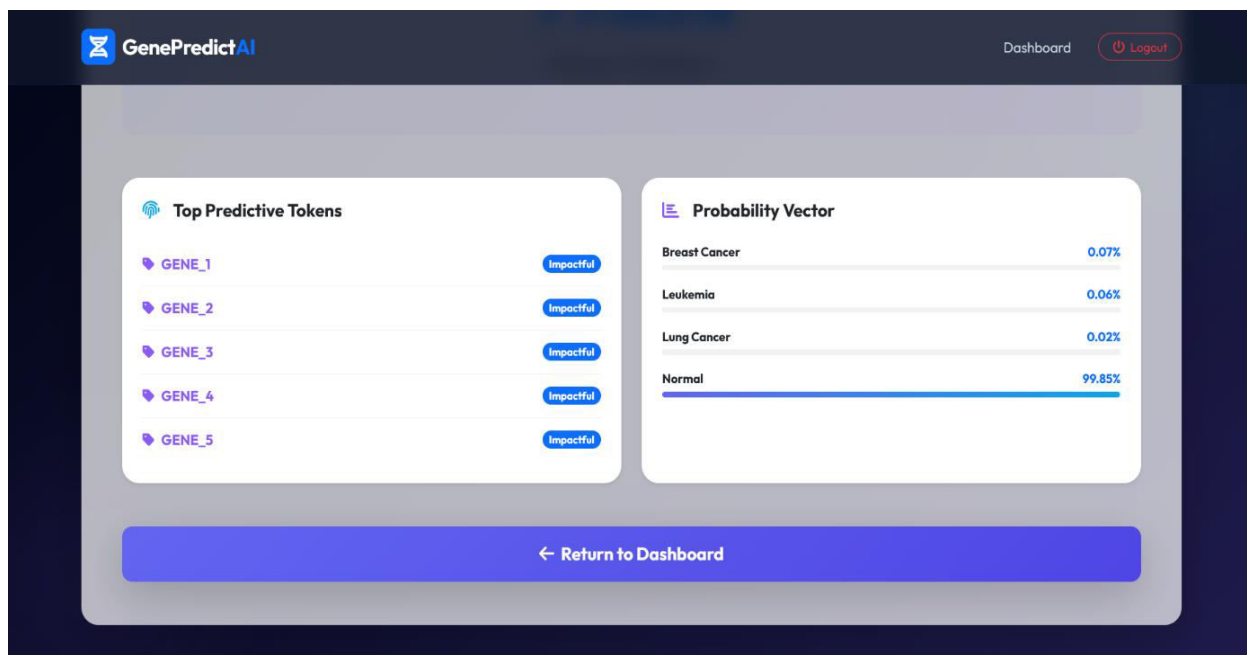 GenePredictAI
Dashboard
Logout
Top Predictive Tokens
GENE_1 Impactful
GENE_2 Impactful
GENE_3 Impactful
GENE_4 Impactful
GENE_5 Impactful
Probability Vector
Breast Cancer 0.07%
Leukemia 0.06%
Lung Cancer 0.02%
Normal 99.85%
← Return to Dashboard